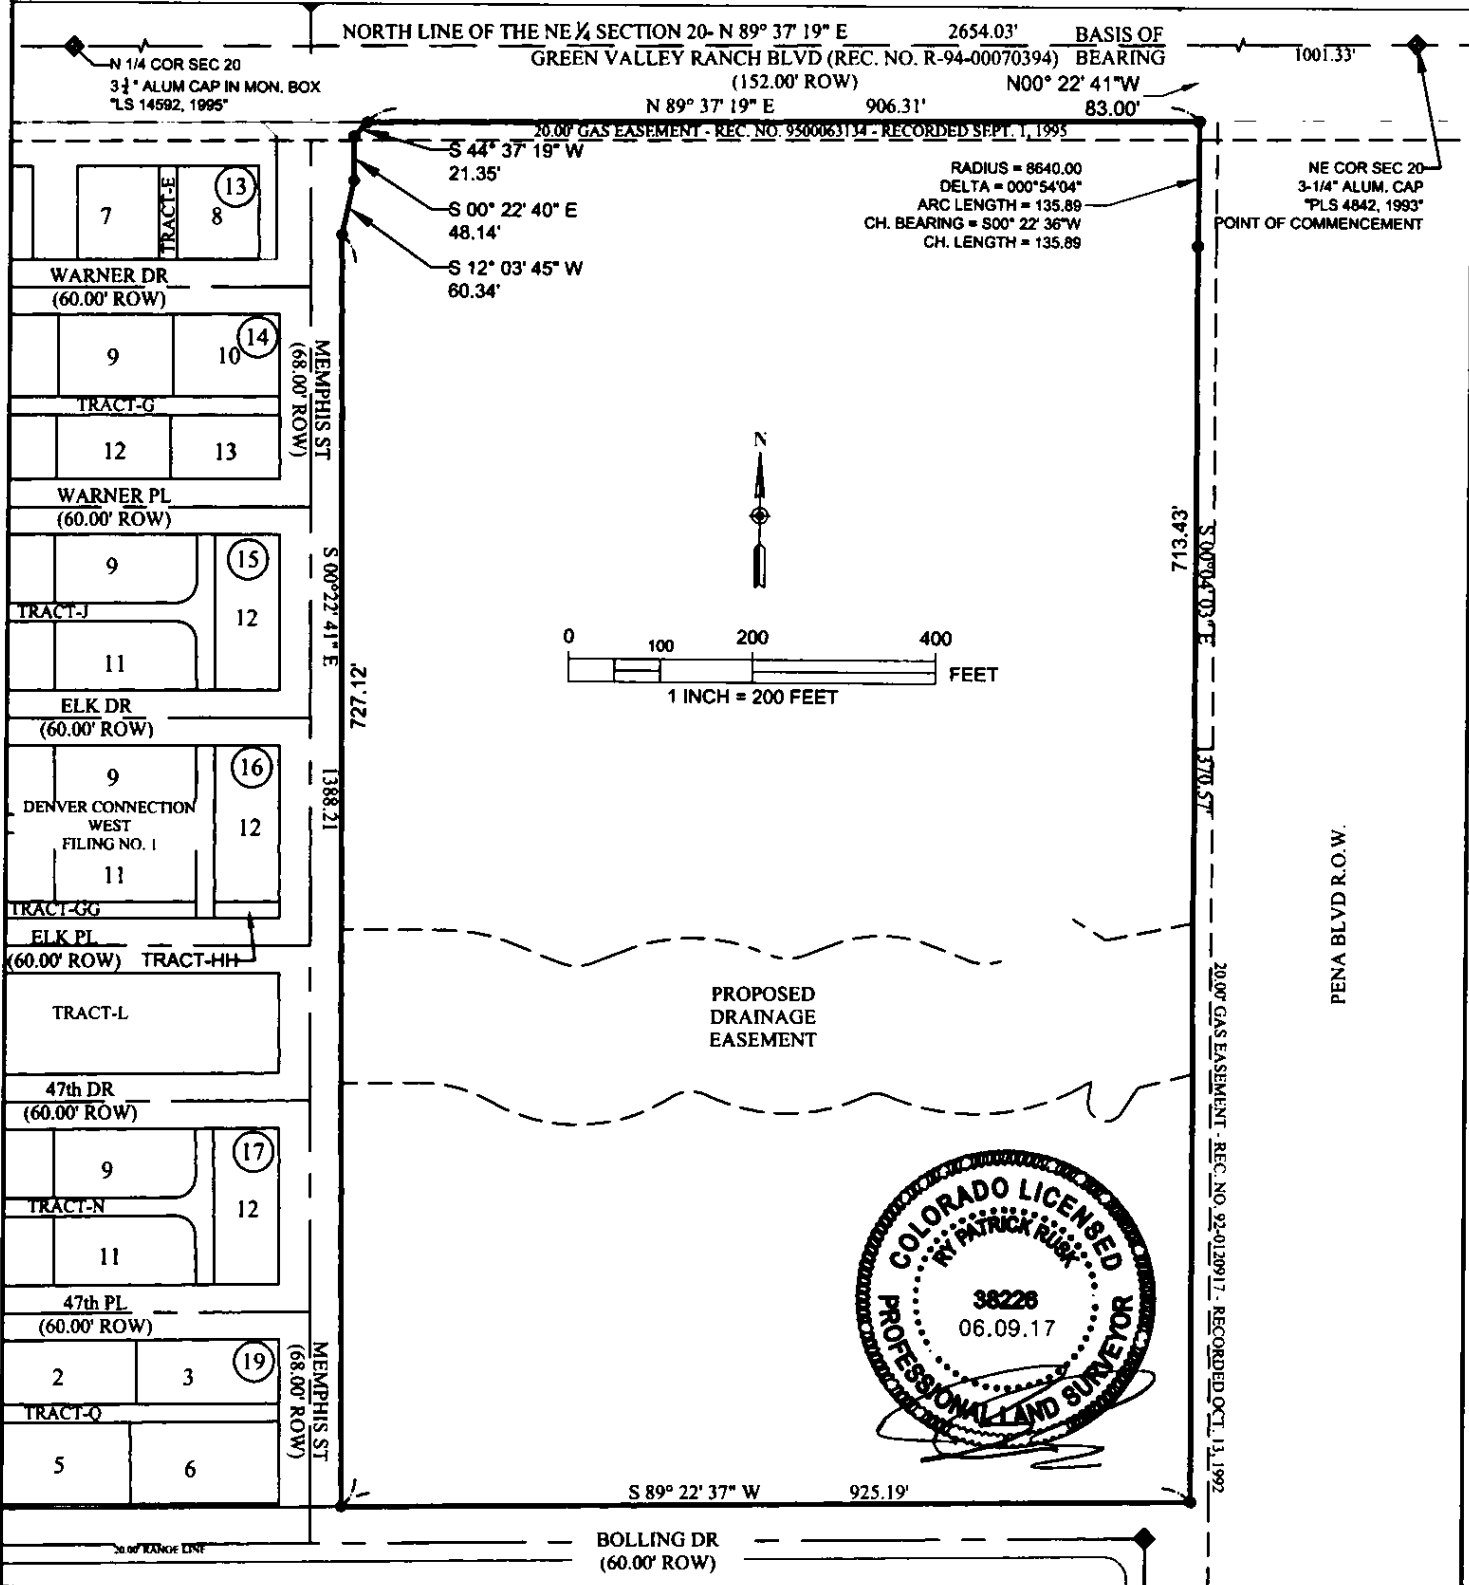 NORTH LINE OF THE NE ¼ SECTION 20- N 89° 37' 19" E 2654.03' BASIS OF
GREEN VALLEY RANCH BLVD (REC. NO. R-94-00070394) BEARING
(152.00' ROW) N00° 22' 41"W
N 89° 37' 19" E 906.31' 83.00'
1001.33'
N 1/4 COR SEC 20
3½" ALUM CAP IN MON. BOX
"LS 14592, 1995"
20.00' GAS EASEMENT - REC. NO. 9500063134 - RECORDED SEPT. 1, 1995
S 44° 37' 19" W
21.35'
S 00° 22' 40" E
48.14'
S 12° 03' 45" W
60.34'
RADIUS = 8640.00
DELTA = 000°54'04"
ARC LENGTH = 135.89
CH. BEARING = S00° 22' 36"W
CH. LENGTH = 135.89
NE COR SEC 20
3-1/4" ALUM. CAP
"PLS 4842, 1993"
POINT OF COMMENCEMENT
7
TRACT-E
8
13
WARNER DR
(60.00' ROW)
14
9
10
TRACT-G
12
13
MEMPHIS ST
(68.00' ROW)
WARNER PL
(60.00' ROW)
15
9
TRACT-J
12
11
ELK DR
(60.00' ROW)
16
9
DENVER CONNECTION
WEST
FILING NO. 1
12
11
TRACT-GG
ELK PL
(60.00' ROW)
TRACT-HH
TRACT-L
47th DR
(60.00' ROW)
17
9
TRACT-N
12
11
47th PL
(60.00' ROW)
19
2
3
TRACT-Q
5
6
MEMPHIS ST
(68.00' ROW)
20.00' RANGE LINE
S 00°22' 41" E
727.12'
1388.21
N
0 100 200 400
FEET
1 INCH = 200 FEET
713.43'
S 00°04'03" E
1370.57'
PENA BLVD R.O.W.
20.00' GAS EASEMENT - REC. NO. 92-0120917 - RECORDED OCT. 13, 1992
PROPOSED
DRAINAGE
EASEMENT
COLORADO LICENSED
RY PATRICK RUSK
38226
06.09.17
PROFESSIONAL LAND SURVEYOR
S 89° 22' 37" W 925.19'
BOLLING DR
(60.00' ROW)